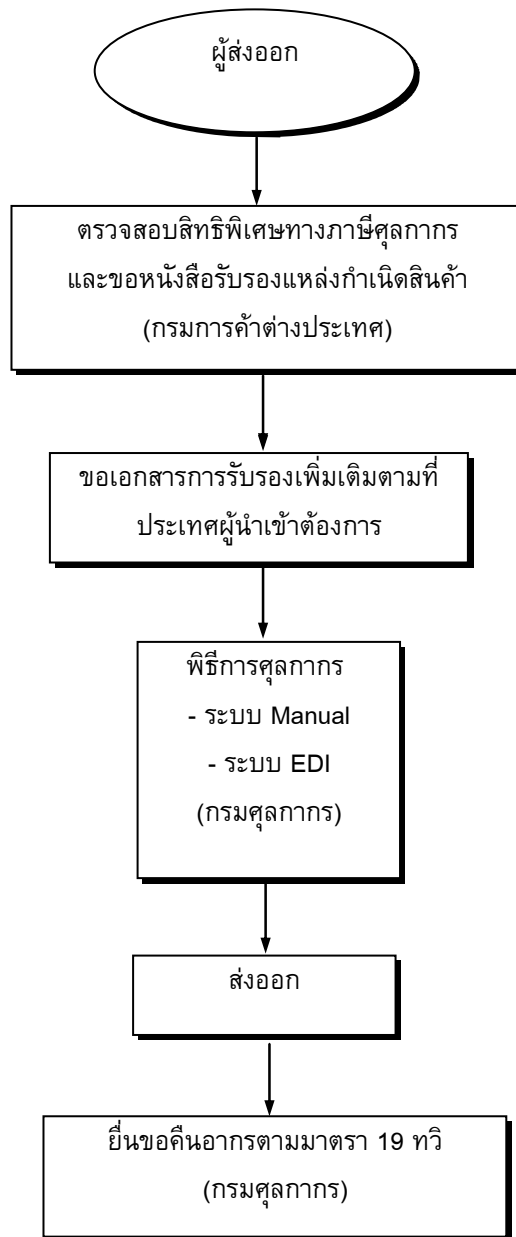 ผู้ส่งออก
ตรวจสอบสิทธิพิเศษทางภาษีศุลกากร
และขอหนังสือรับรองแหล่งกำเนิดสินค้า
(กรมการค้าต่างประเทศ)
ขอเอกสารการรับรองเพิ่มเติมตามที่
ประเทศผู้นำเข้าต้องการ
พิธีการศุลกากร
- ระบบ Manual
- ระบบ EDI
(กรมศุลกากร)
ส่งออก
ยื่นขอคืนอากรตามมาตรา 19 ทวิ
(กรมศุลกากร)